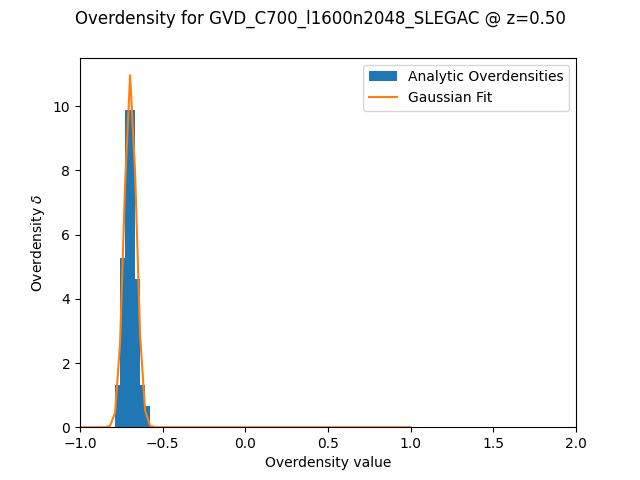 Overdensity for GVD_C700_l1600n2048_SLEGAC @ z=0.50
Analytic Overdensities
Gaussian Fit
Overdensity δ
10
8
6
4
2
0
−1.0 −0.5 0.0 0.5 1.0 1.5 2.0
Overdensity value